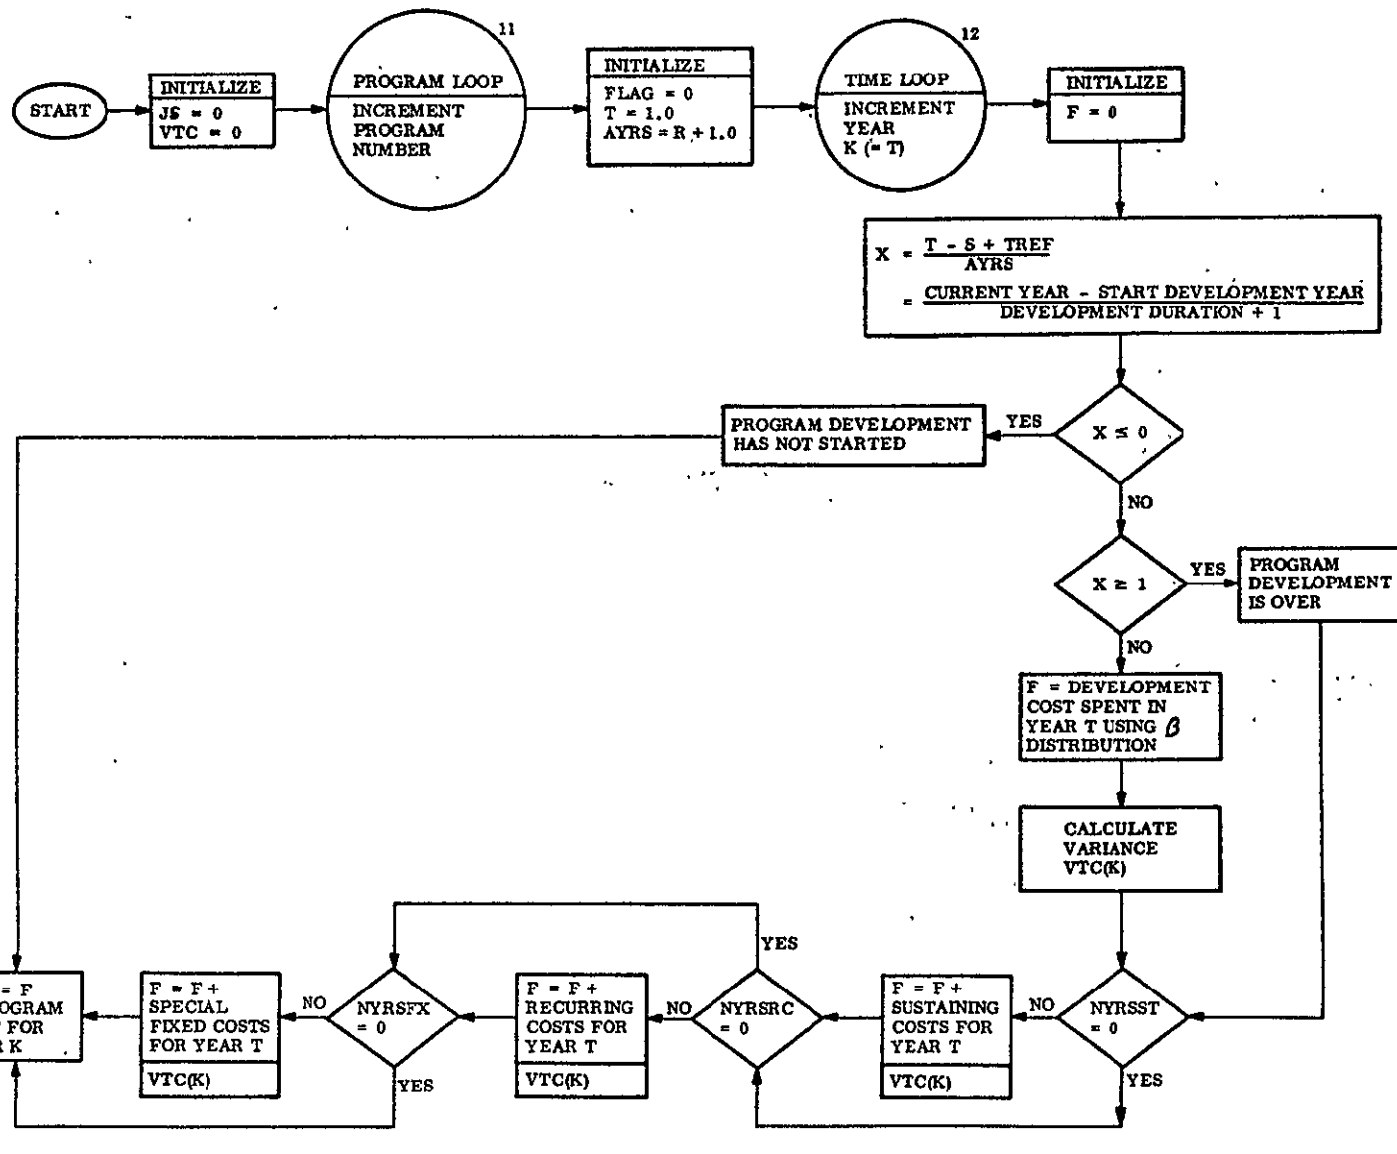 START
INITIALIZE
JS = 0
VTC = 0
11
PROGRAM LOOP
INCREMENT
PROGRAM
NUMBER
INITIALIZE
FLAG = 0
T = 1.0
AYRS = R + 1.0
12
TIME LOOP
INCREMENT
YEAR
K (= T)
INITIALIZE
F = 0
X = T - S + TREF
AYRS
= CURRENT YEAR - START DEVELOPMENT YEAR
DEVELOPMENT DURATION + 1
X ≤ 0
YES
PROGRAM DEVELOPMENT
HAS NOT STARTED
NO
X ≥ 1
YES
PROGRAM
DEVELOPMENT
IS OVER
NO
F = DEVELOPMENT
COST SPENT IN
YEAR T USING β
DISTRIBUTION
CALCULATE
VARIANCE
VTC(K)
NYRSST
= 0
NO
YES
F = F +
SUSTAINING
COSTS FOR
YEAR T
VTC(K)
NYRSRC
= 0
YES
NO
F = F +
RECURRING
COSTS FOR
YEAR T
VTC(K)
NYRSFX
= 0
NO
YES
F = F +
SPECIAL
FIXED COSTS
FOR YEAR T
VTC(K)
= F
FOR
K